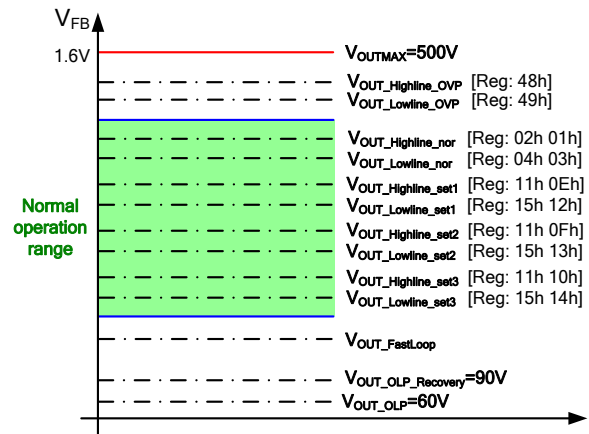 VFB
1.6V
VOUTMAX=500V
VOUT_Highline_OVP [Reg: 48h]
VOUT_Lowline_OVP [Reg: 49h]
VOUT_Highline_nor [Reg: 02h 01h]
VOUT_Lowline_nor [Reg: 04h 03h]
VOUT_Highline_set1 [Reg: 11h 0Eh]
VOUT_Lowline_set1 [Reg: 15h 12h]
VOUT_Highline_set2 [Reg: 11h 0Fh]
VOUT_Lowline_set2 [Reg: 15h 13h]
VOUT_Highline_set3 [Reg: 11h 10h]
VOUT_Lowline_set3 [Reg: 15h 14h]
Normal
operation
range
VOUT_FastLoop
VOUT_OLP_Recovery=90V
VOUT_OLP=60V